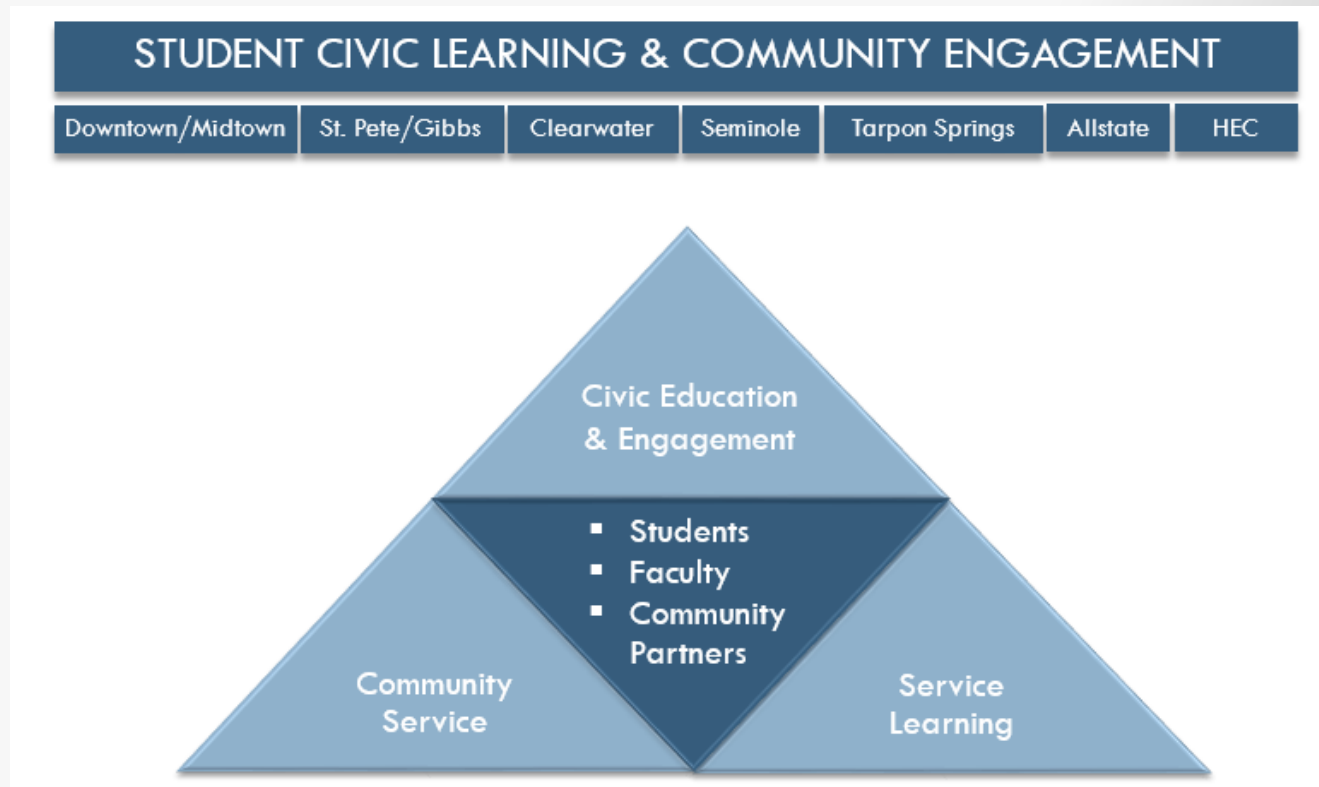 STUDENT CIVIC LEARNING & COMMUNITY ENGAGEMENT
Downtown/Midtown St. Pete/Gibbs Clearwater Seminole Tarpon Springs Allstate HEC
Civic Education
& Engagement
▪ Students
▪ Faculty
▪ Community
Partners
Community
Service
Service
Learning